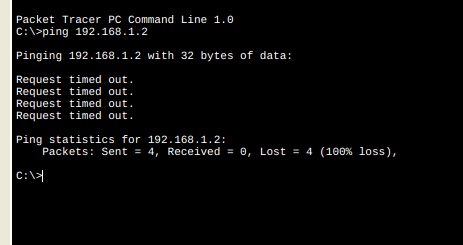 Packet Tracer PC Command Line 1.0
C:\>ping 192.168.1.2
Pinging 192.168.1.2 with 32 bytes of data:
Request timed out.
Request timed out.
Request timed out.
Request timed out.
Ping statistics for 192.168.1.2:
Packets: Sent = 4, Received = 0, Lost = 4 (100% loss),
C:\>